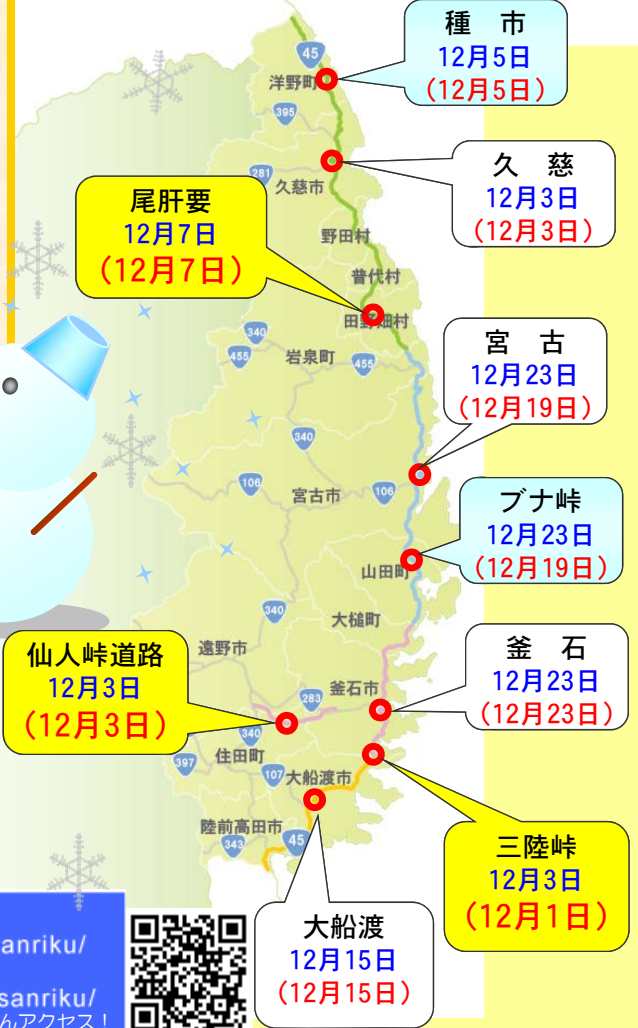 種　市
12月5日
（12月5日）
45
洋野町
395
久　慈
12月3日
（12月3日）
281
久慈市
尾肝要
12月7日
（12月7日）
野田村
普代村
田野畑村
340
455
岩泉町
455
宮　古
12月23日
（12月19日）
340
106
宮古市
106
ブナ峠
12月23日
（12月19日）
山田町
340
大槌町
遠野市
仙人峠道路
12月3日
（12月3日）
釜　石
12月23日
（12月23日）
283
釜石市
340
397
住田町
107
大船渡市
陸前高田市
343
45
三陸峠
12月3日
（12月1日）
大船渡
12月15日
（12月15日）
anriku/
sanriku/
んアクセス！